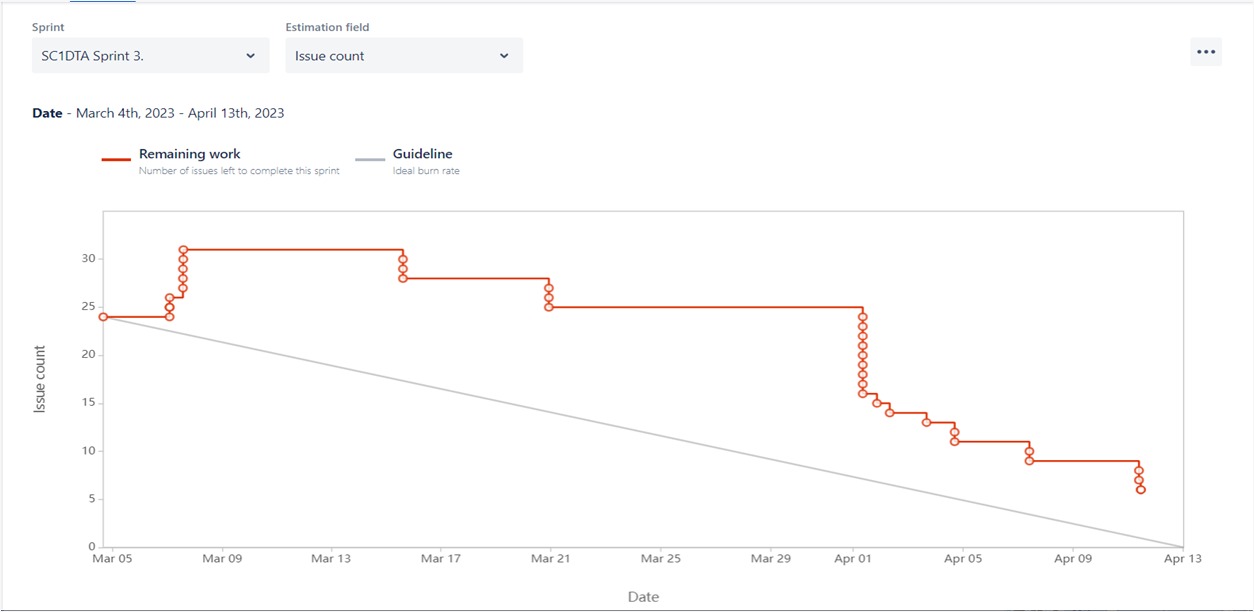 Sprint Estimation field
SC1DTA Sprint 3. Issue count
Date - March 4th, 2023 - April 13th, 2023
Remaining work Guideline
Number of issues left to complete this sprint Ideal burn rate
30
25
20
15
10
5
0
Issue count
Mar 05 Mar 09 Mar 13 Mar 17 Mar 21 Mar 25 Mar 29 Apr 01 Apr 05 Apr 09 Apr 13
Date